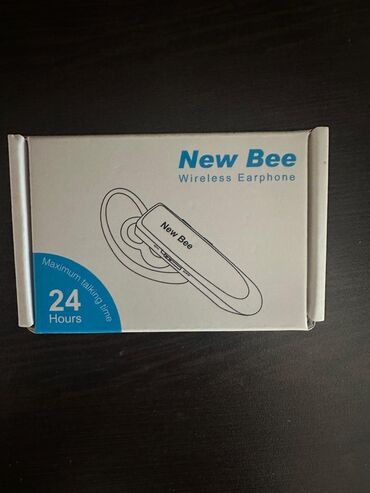 New Bee
Wireless Earphone
New Bee
Maximum talking time
24
Hours